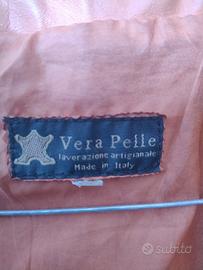 Vera Pelle
lavorazione artigianale
Made in Italy
subito